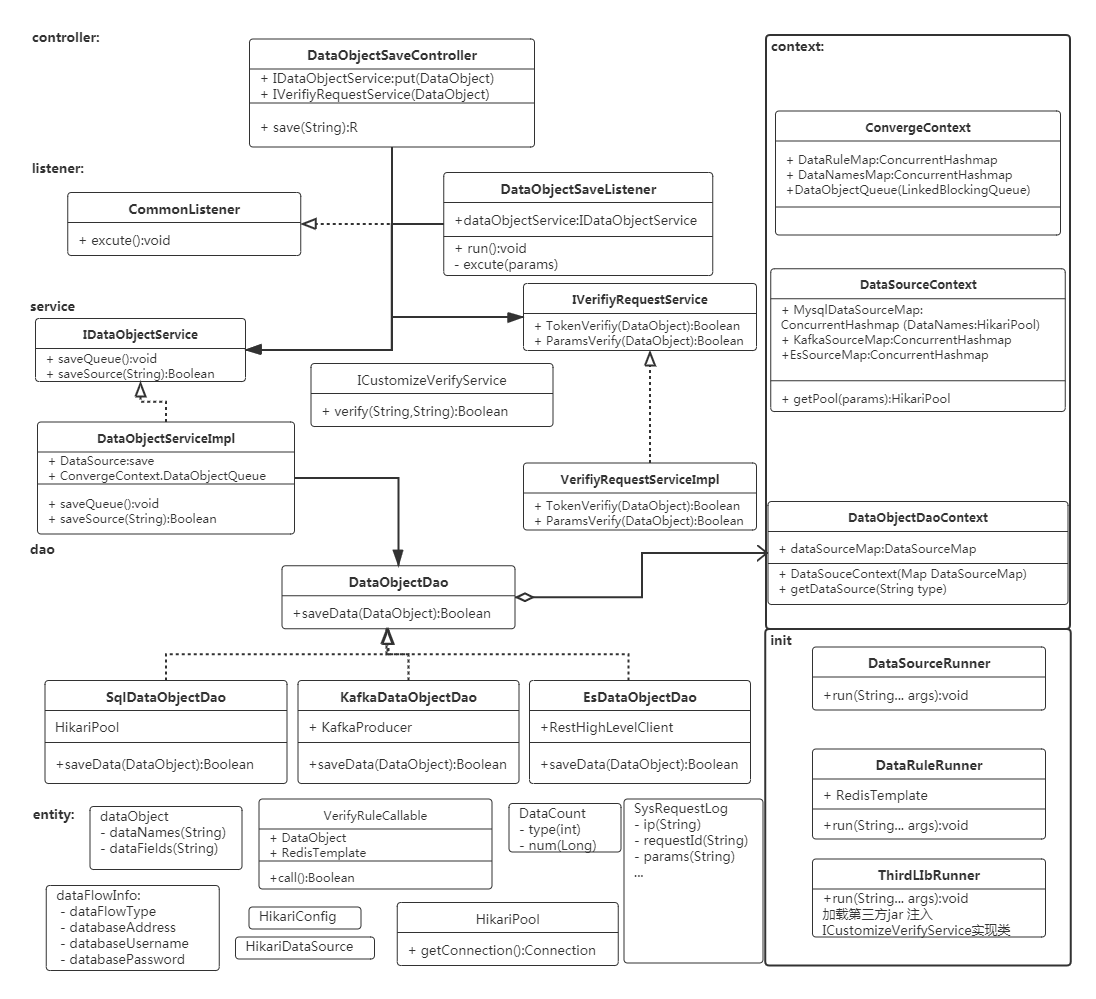 controller:
DataObjectSaveController
+ IDataObjectService:put(DataObject)
+ IVerifiyRequestService(DataObject)
+ save(String):R
listener:
CommonListener
+ excute():void
DataObjectSaveListener
+dataObjectService:IDataObjectService
+ run():void
- excute(params)
service
IDataObjectService
+ saveQueue():void
+ saveSource(String):Boolean
IVerifiyRequestService
+ TokenVerifiy(DataObject):Boolean
+ ParamsVerify(DataObject):Boolean
ICustomizeVerifyService
+ verify(String,String):Boolean
DataObjectServiceImpl
+ DataSource:save
+ ConvergeContext.DataObjectQueue
+ saveQueue():void
+ saveSource(String):Boolean
VerifiyRequestServiceImpl
+ TokenVerifiy(DataObject):Boolean
+ ParamsVerify(DataObject):Boolean
dao
DataObjectDao
+saveData(DataObject):Boolean
SqlDataObjectDao
HikariPool
+saveData(DataObject):Boolean
KafkaDataObjectDao
+ KafkaProducer
+saveData(DataObject):Boolean
EsDataObjectDao
+RestHighLevelClient
+saveData(DataObject):Boolean
entity:
dataObject
- dataNames(String)
- dataFields(String)
VerifyRuleCallable
+ DataObject
+ RedisTemplate
+call():Boolean
DataCount
- type(int)
- num(Long)
SysRequestLog
- ip(String)
- requestId(String)
- params(String)
...
dataFlowInfo:
- dataFlowType
- databaseAddress
- databaseUsername
- databasePassword
HikariConfig
HikariDataSource
HikariPool
+ getConnection():Connection
context:
ConvergeContext
+ DataRuleMap:ConcurrentHashmap
+ DataNamesMap:ConcurrentHashmap
+DataObjectQueue(LinkedBlockingQueue)
DataSourceContext
+ MysqlDataSourceMap:
ConcurrentHashmap (DataNames:HikariPool)
+ KafkaSourceMap:ConcurrentHashmap
+EsSourceMap:ConcurrentHashmap
+ getPool(params):HikariPool
DataObjectDaoContext
+ dataSourceMap:DataSourceMap
+ DataSouceContext(Map DataSourceMap)
+ getDataSource(String type)
init
DataSourceRunner
+run(String... args):void
DataRuleRunner
+ RedisTemplate
+run(String... args):void
ThirdLIbRunner
+run(String... args):void
加载第三方jar 注入
ICustomizeVerifyService实现类